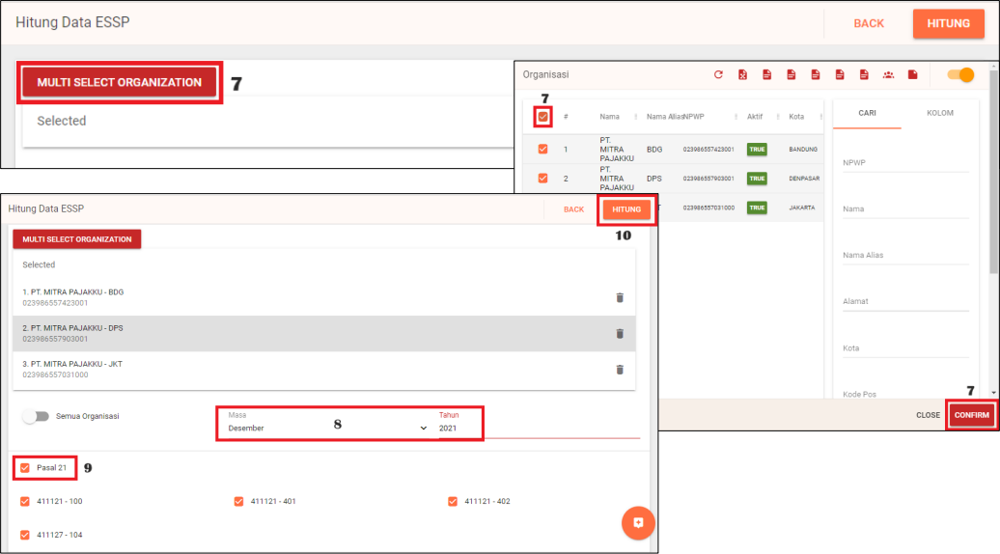 Hitung Data ESSP
BACK
HITUNG
MULTI SELECT ORGANIZATION
7
Selected
Organisasi
7
#
Nama
Nama Alias
NPWP
Aktif
Kota
CARI
KOLOM
1
PT. MITRA PAJAKKU
BDG
023986557423001
TRUE
BANDUNG
2
PT. MITRA PAJAKKU
DPS
023986557903001
TRUE
DENPASAR
023986557031000
TRUE
JAKARTA
NPWP
Nama
Nama Alias
Alamat
Kota
Kode Pos
7
CLOSE
CONFIRM
Hitung Data ESSP
BACK
HITUNG
10
MULTI SELECT ORGANIZATION
Selected
1. PT. MITRA PAJAKKU - BDG
023986557423001
2. PT. MITRA PAJAKKU - DPS
023986557903001
3. PT. MITRA PAJAKKU - JKT
023986557031000
Semua Organisasi
Masa
Desember
8
Tahun
2021
Pasal 21
9
411121 - 100
411121 - 401
411121 - 402
411127 - 104